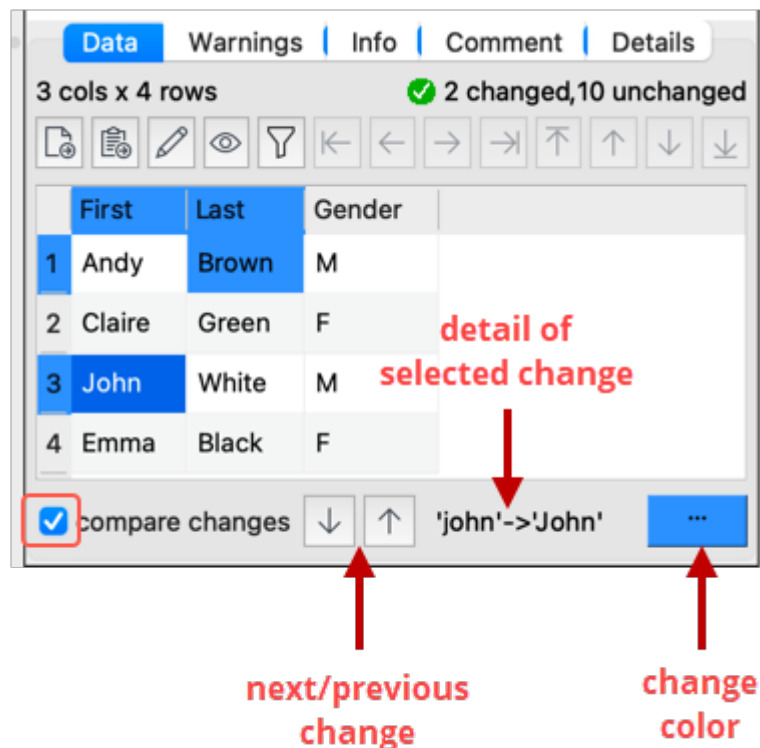 Data Warnings Info Comment Details
3 cols x 4 rows 2 changed,10 unchanged
First Last Gender
1 Andy Brown M
2 Claire Green F
detail of
3 John White M selected change
4 Emma Black F
compare changes 'john'->'John' ...
next/previous
change
change
color